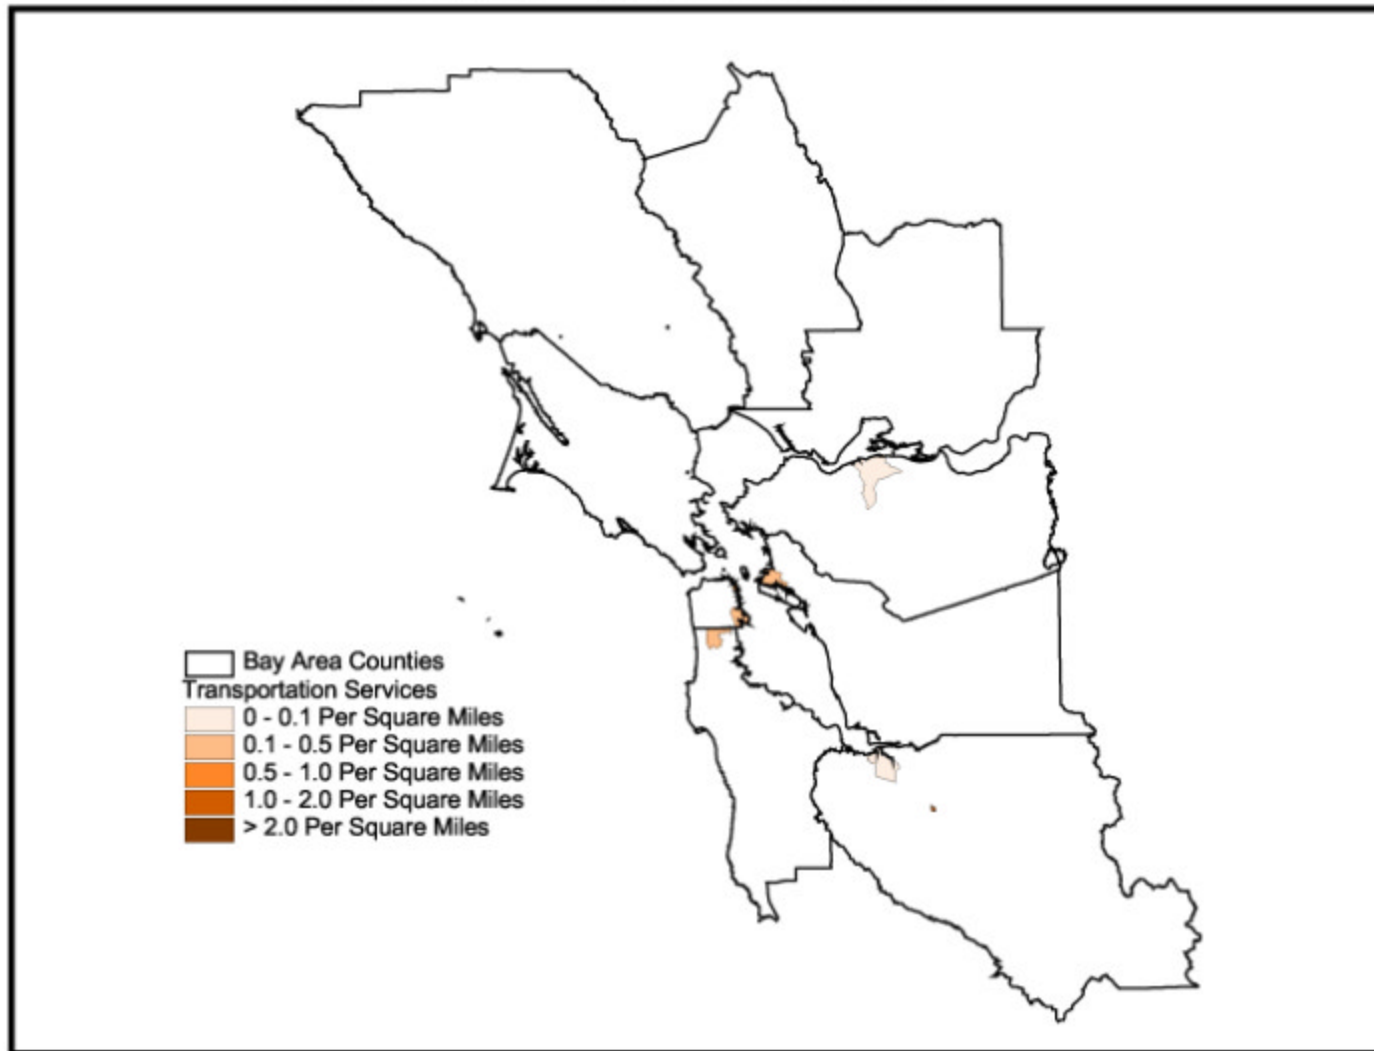 Bay Area Counties
Transportation Services
0 - 0.1 Per Square Miles
0.1 - 0.5 Per Square Miles
0.5 - 1.0 Per Square Miles
1.0 - 2.0 Per Square Miles
> 2.0 Per Square Miles